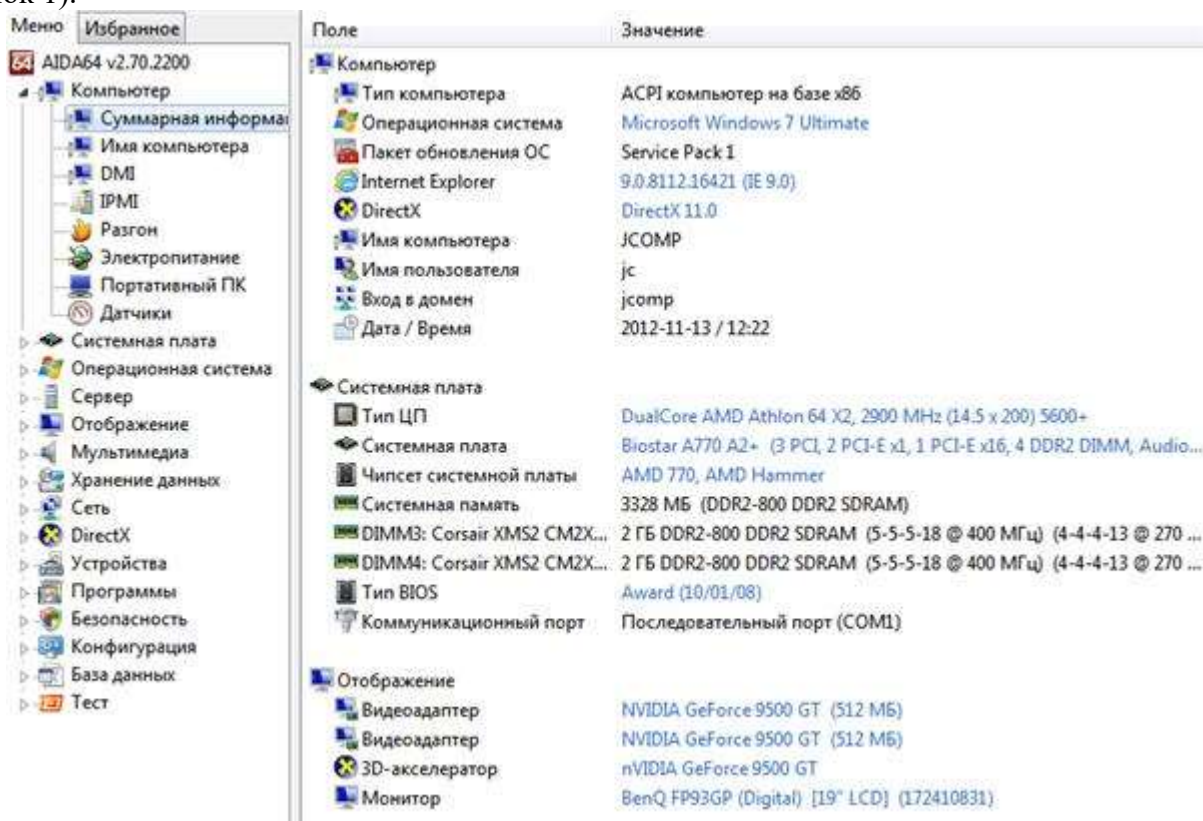 ок 1).
Меню Избранное
AIDA64 v2.70.2200
Компьютер
Суммарная информа
Имя компьютера
DMI
IPMI
Разгон
Электропитание
Портативный ПК
Датчики
Системная плата
Операционная система
Сервер
Отображение
Мультимедиа
Хранение данных
Сеть
DirectX
Устройства
Программы
Безопасность
Конфигурация
База данных
Тест
Поле Значение
Компьютер
Тип компьютера ACPI компьютер на базе x86
Операционная система Microsoft Windows 7 Ultimate
Пакет обновления ОС Service Pack 1
Internet Explorer 9.0.8112.16421 (IE 9.0)
DirectX DirectX 11.0
Имя компьютера JCOMP
Имя пользователя jc
Вход в домен jcomp
Дата / Время 2012-11-13 / 12:22
Системная плата
Тип ЦП DualCore AMD Athlon 64 X2, 2900 MHz (14.5 x 200) 5600+
Системная плата Biostar A770 A2+ (3 PCI, 2 PCI-E x1, 1 PCI-E x16, 4 DDR2 DIMM, Audio...
Чипсет системной платы AMD 770, AMD Hammer
Системная память 3328 МБ (DDR2-800 DDR2 SDRAM)
DIMM3: Corsair XMS2 CM2X... 2 ГБ DDR2-800 DDR2 SDRAM (5-5-5-18 @ 400 МГц) (4-4-4-13 @ 270 ...
DIMM4: Corsair XMS2 CM2X... 2 ГБ DDR2-800 DDR2 SDRAM (5-5-5-18 @ 400 МГц) (4-4-4-13 @ 270 ...
Тип BIOS Award (10/01/08)
Коммуникационный порт Последовательный порт (COM1)
Отображение
Видеоадаптер NVIDIA GeForce 9500 GT (512 МБ)
Видеоадаптер NVIDIA GeForce 9500 GT (512 МБ)
3D-акселератор nVIDIA GeForce 9500 GT
Монитор BenQ FP93GP (Digital) [19" LCD] (172410831)